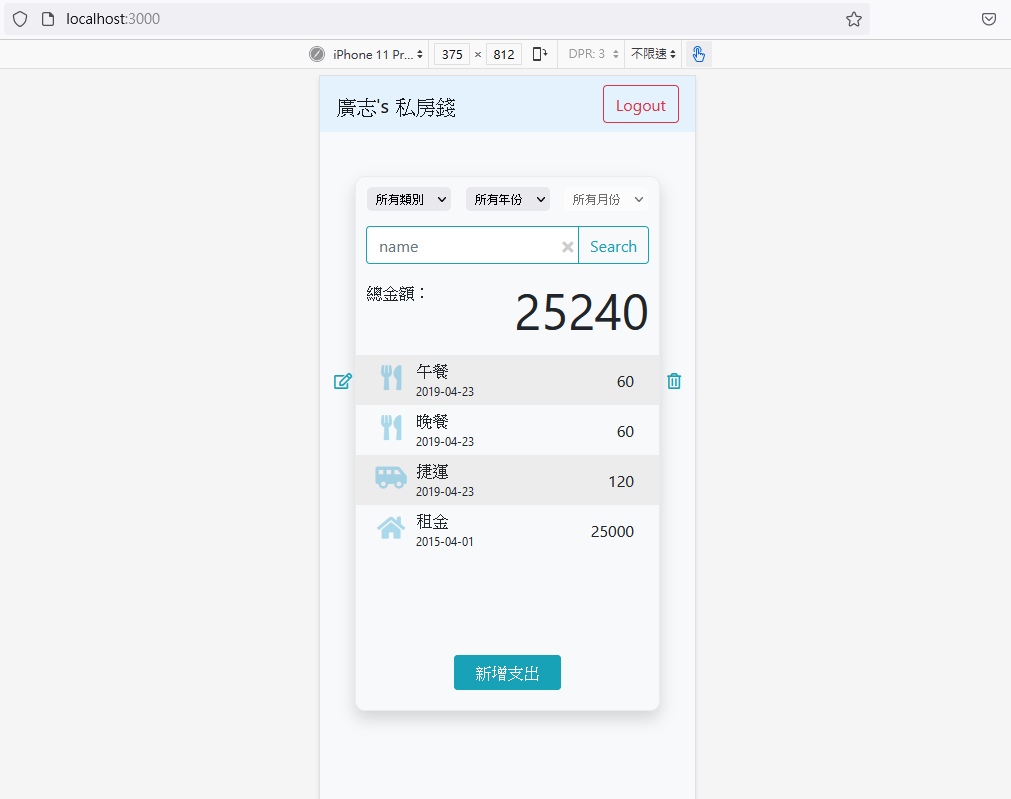 localhost:3000
iPhone 11 Pr... 375 × 812 DPR: 3 不限速
廣志's 私房錢 Logout
所有類別 所有年份 所有月份
name Search
總金額： 25240
午餐
2019-04-23 60
晚餐
2019-04-23 60
捷運
2019-04-23 120
租金
2015-04-01 25000
新增支出